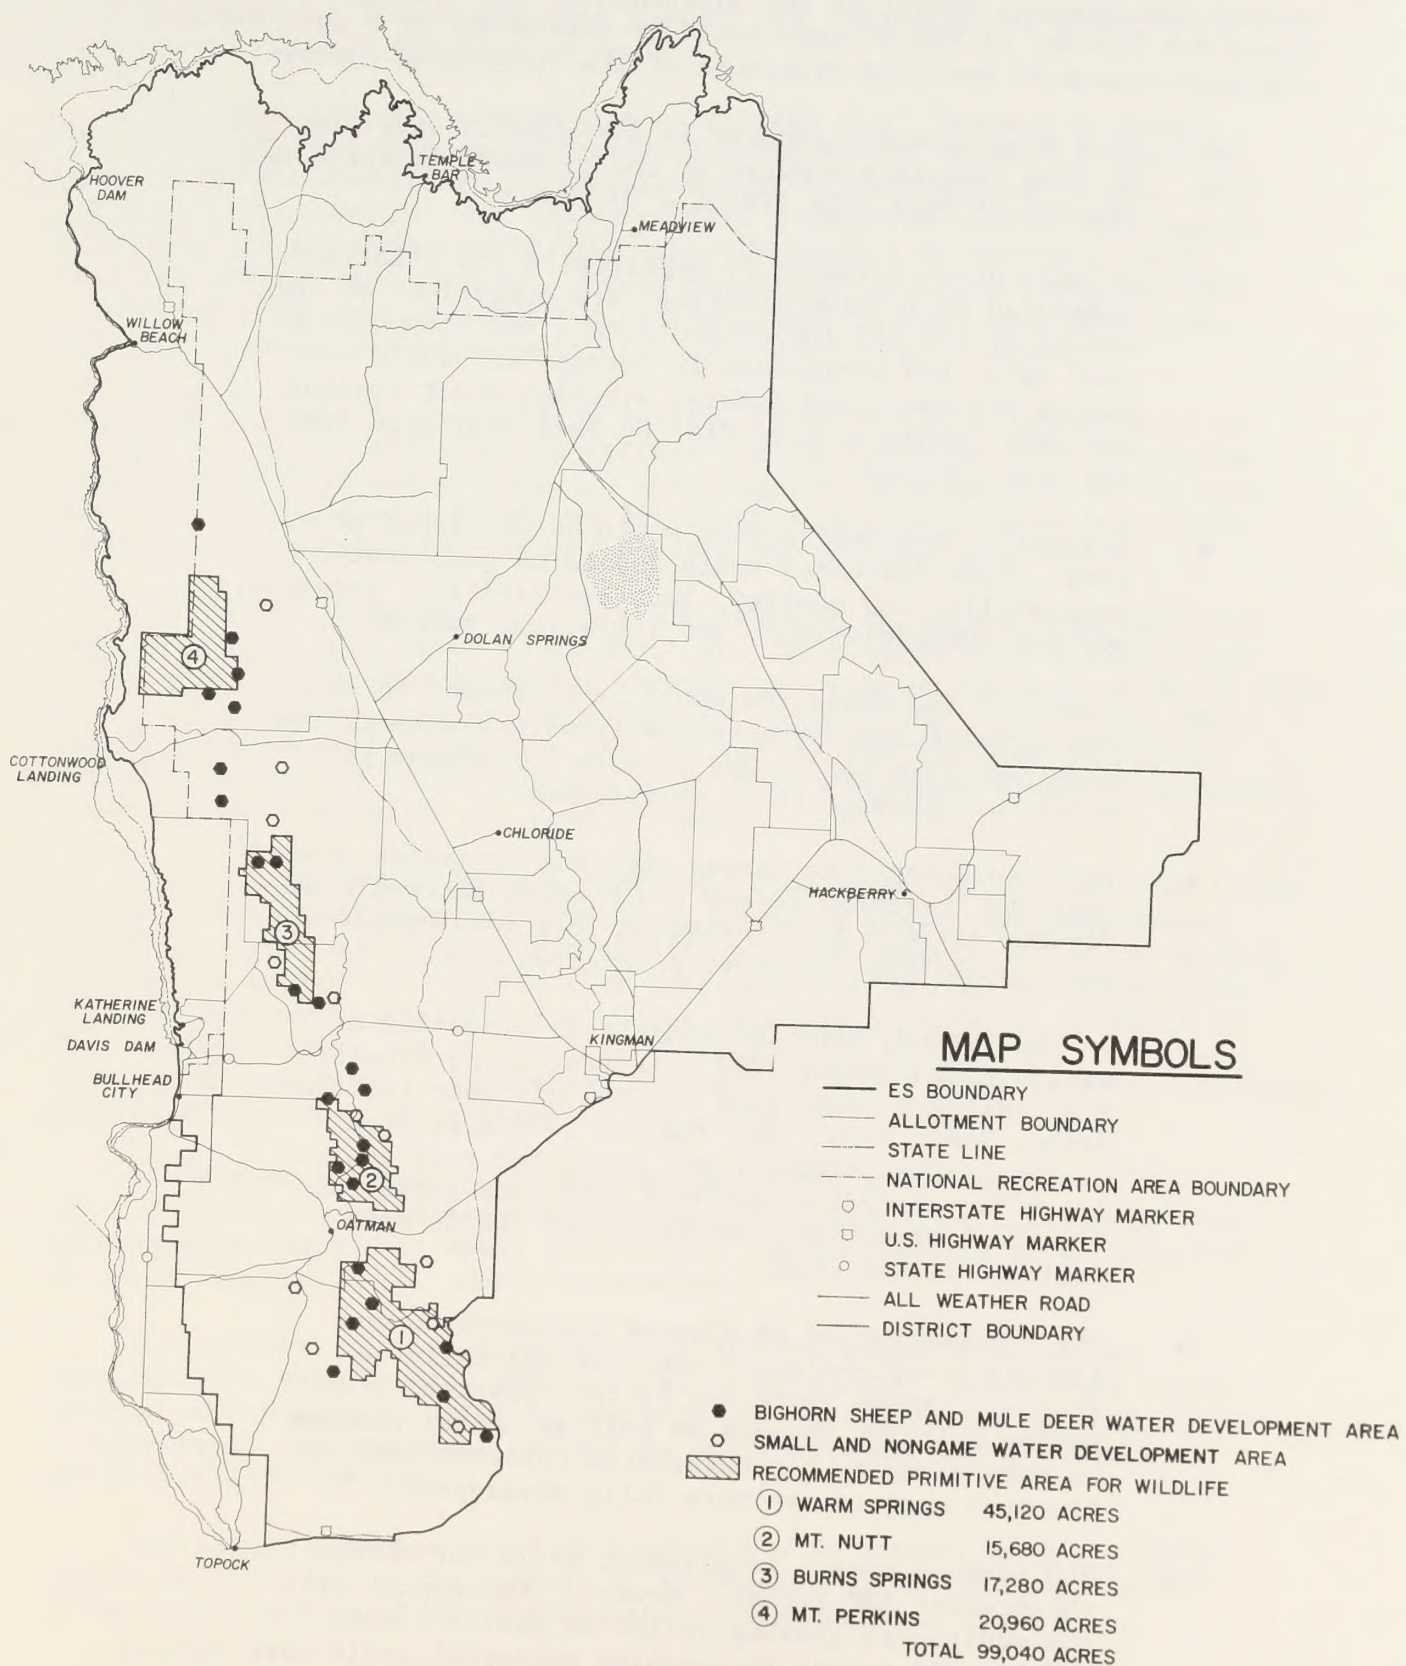 TEMPLE
BAR
HOOVER
DAM
MEADVIEW
WILLOW
BEACH
DOLAN SPRINGS
4
COTTONWOOD
LANDING
CHLORIDE
HACKBERRY
3
KATHERINE
LANDING
DAVIS DAM
KINGMAN
BULLHEAD
CITY
2
OATMAN
1
TOPOCK
MAP SYMBOLS
ES BOUNDARY
ALLOTMENT BOUNDARY
STATE LINE
NATIONAL RECREATION AREA BOUNDARY
INTERSTATE HIGHWAY MARKER
U.S. HIGHWAY MARKER
STATE HIGHWAY MARKER
ALL WEATHER ROAD
DISTRICT BOUNDARY
BIGHORN SHEEP AND MULE DEER WATER DEVELOPMENT AREA
SMALL AND NONGAME WATER DEVELOPMENT AREA
RECOMMENDED PRIMITIVE AREA FOR WILDLIFE
1 WARM SPRINGS 45,120 ACRES
2 MT. NUTT 15,680 ACRES
3 BURNS SPRINGS 17,280 ACRES
4 MT. PERKINS 20,960 ACRES
TOTAL 99,040 ACRES